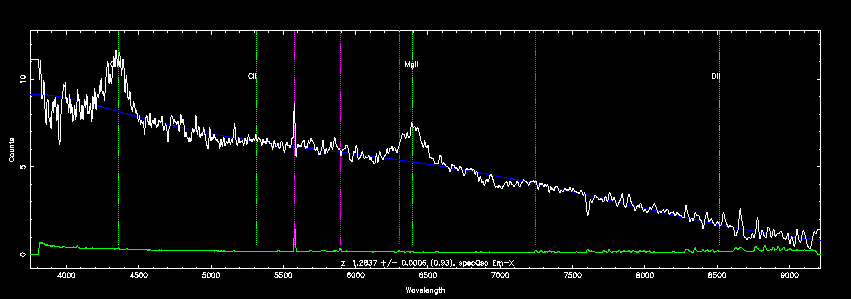 MgII
CII
OII
10
5
0
Counts
4000 4500 5000 5500 6000 6500 7000 7500 8000 8500 9000
z 1.2837 +/- 0.0006 (0.93), specQso Em-X
Wavelength